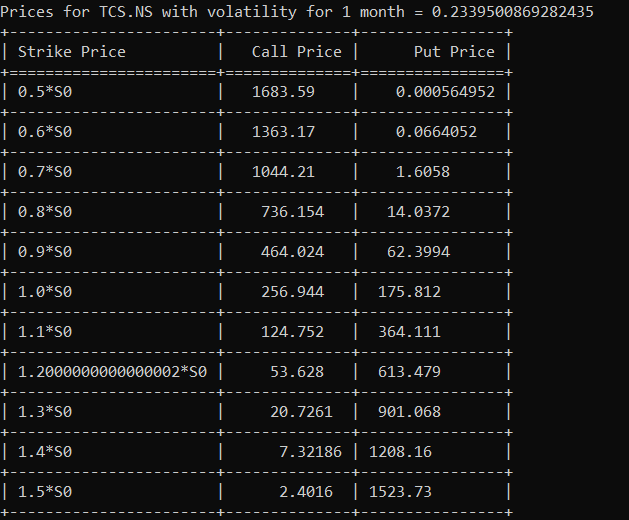 Prices for TCS.NS with volatility for 1 month = 0.2339500869282435
+-----------------------+--------------+----------------+
| Strike Price          |   Call Price |      Put Price |
+=======================+==============+================+
| 0.5*S0                |   1683.59    |    0.000564952 |
+-----------------------+--------------+----------------+
| 0.6*S0                |   1363.17    |    0.0664052   |
+-----------------------+--------------+----------------+
| 0.7*S0                |   1044.21    |    1.6058      |
+-----------------------+--------------+----------------+
| 0.8*S0                |    736.154   |   14.0372      |
+-----------------------+--------------+----------------+
| 0.9*S0                |    464.024   |   62.3994      |
+-----------------------+--------------+----------------+
| 1.0*S0                |    256.944   |  175.812       |
+-----------------------+--------------+----------------+
| 1.1*S0                |    124.752   |  364.111       |
+-----------------------+--------------+----------------+
| 1.2000000000000002*S0 |     53.628   |  613.479       |
+-----------------------+--------------+----------------+
| 1.3*S0                |     20.7261  |  901.068       |
+-----------------------+--------------+----------------+
| 1.4*S0                |      7.32186 | 1208.16        |
+-----------------------+--------------+----------------+
| 1.5*S0                |      2.4016  | 1523.73        |
+-----------------------+--------------+----------------+